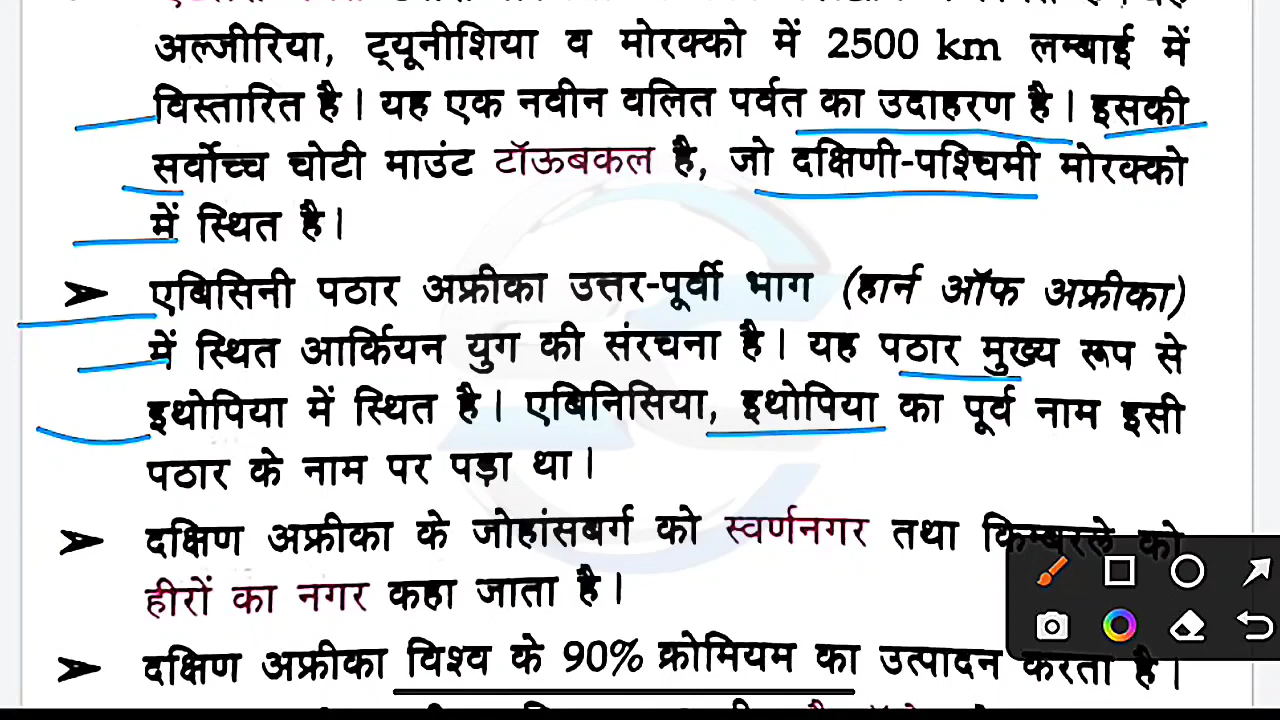 अल्जीरिया, ट्यूनीशिया व मोरक्को में 2500 km लम्बाई में
विस्तारित है। यह एक नवीन वलित पर्वत का उदाहरण है। इसकी
सर्वोच्च चोटी माउंट टॉऊबकल है, जो दक्षिणी-पश्चिमी मोरक्को
में स्थित है।
➤ एबिसिनी पठार अफ्रीका उत्तर-पूर्वी भाग (हार्न ऑफ अफ्रीका)
में स्थित आर्कियन युग की संरचना है। यह पठार मुख्य रूप से
इथोपिया में स्थित है। एबिनिसिया, इथोपिया का पूर्व नाम इसी
पठार के नाम पर पड़ा था।
➤ दक्षिण अफ्रीका के जोहांसबर्ग को स्वर्णनगर तथा किम्बरले को
हीरों का नगर कहा जाता है।
➤ दक्षिण अफ्रीका विश्व के 90% क्रोमियम का उत्पादन करता है।